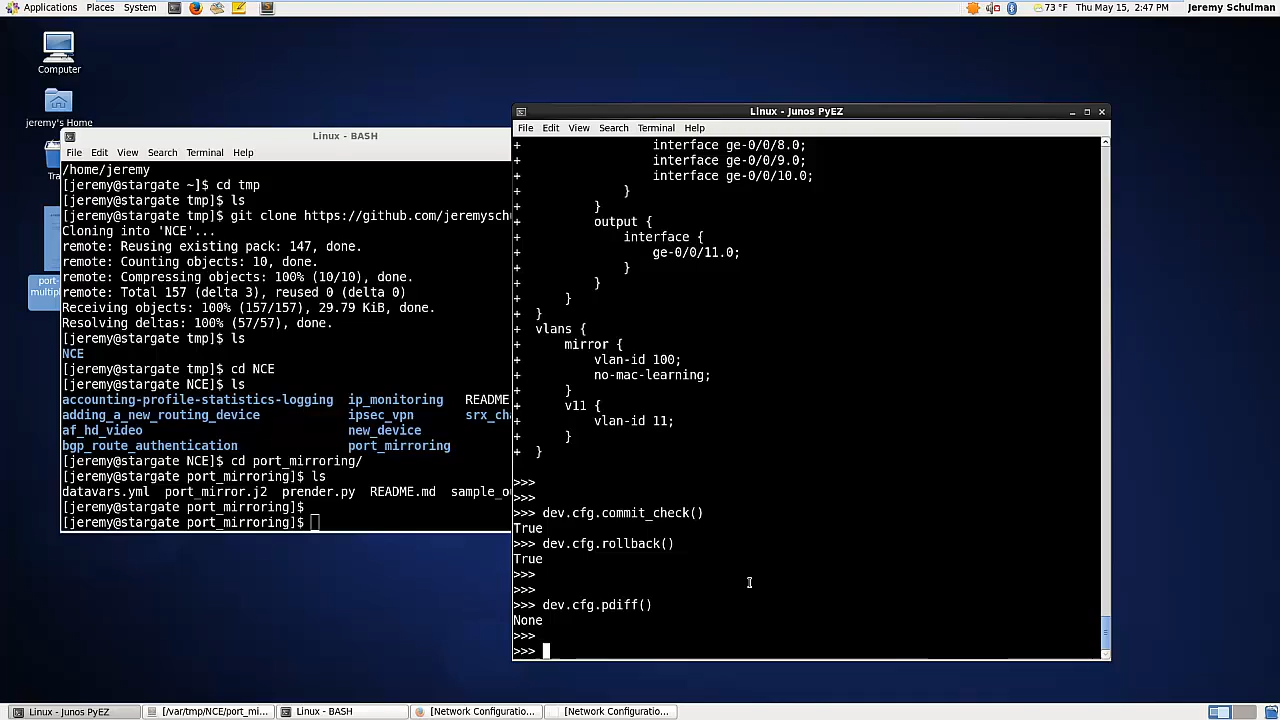 Applications Places System
73 °F Thu May 15, 2:47 PM Jeremy Schulman
Computer
jeremy's Home
Tra
port-
multip
Linux - BASH
File Edit View Search Terminal Help
/home/jeremy
[jeremy@stargate ~]$ cd tmp
[jeremy@stargate tmp]$ ls
[jeremy@stargate tmp]$ git clone https://github.com/jeremysch
Cloning into 'NCE'...
remote: Reusing existing pack: 147, done.
remote: Counting objects: 10, done.
remote: Compressing objects: 100% (10/10), done.
remote: Total 157 (delta 3), reused 0 (delta 0)
Receiving objects: 100% (157/157), 29.79 KiB, done.
Resolving deltas: 100% (57/57), done.
[jeremy@stargate tmp]$ ls
NCE
[jeremy@stargate tmp]$ cd NCE
[jeremy@stargate NCE]$ ls
accounting-profile-statistics-logging ip_monitoring README
adding_a_new_routing_device ipsec_vpn srx_ch
af_hd_video new_device
bgp_route_authentication port_mirroring
[jeremy@stargate NCE]$ cd port_mirroring/
[jeremy@stargate port_mirroring]$ ls
datavars.yml port_mirror.j2 prender.py README.md sample_o
[jeremy@stargate port_mirroring]$
[jeremy@stargate port_mirroring]$
Linux - Junos PyEZ
File Edit View Search Terminal Help
+ interface ge-0/0/8.0;
+ interface ge-0/0/9.0;
+ interface ge-0/0/10.0;
+ }
+ }
+ output {
+ interface {
+ ge-0/0/11.0;
+ }
+ }
+ }
+ }
+ vlans {
+ mirror {
+ vlan-id 100;
+ no-mac-learning;
+ }
+ v11 {
+ vlan-id 11;
+ }
+ }
>>>
>>>
>>> dev.cfg.commit_check()
True
>>> dev.cfg.rollback()
True
>>>
>>>
>>> dev.cfg.pdiff()
None
>>>
>>>
Linux - Junos PyEZ [/var/tmp/NCE/port_mi... Linux - BASH [Network Configuratio... [Network Configuratio...